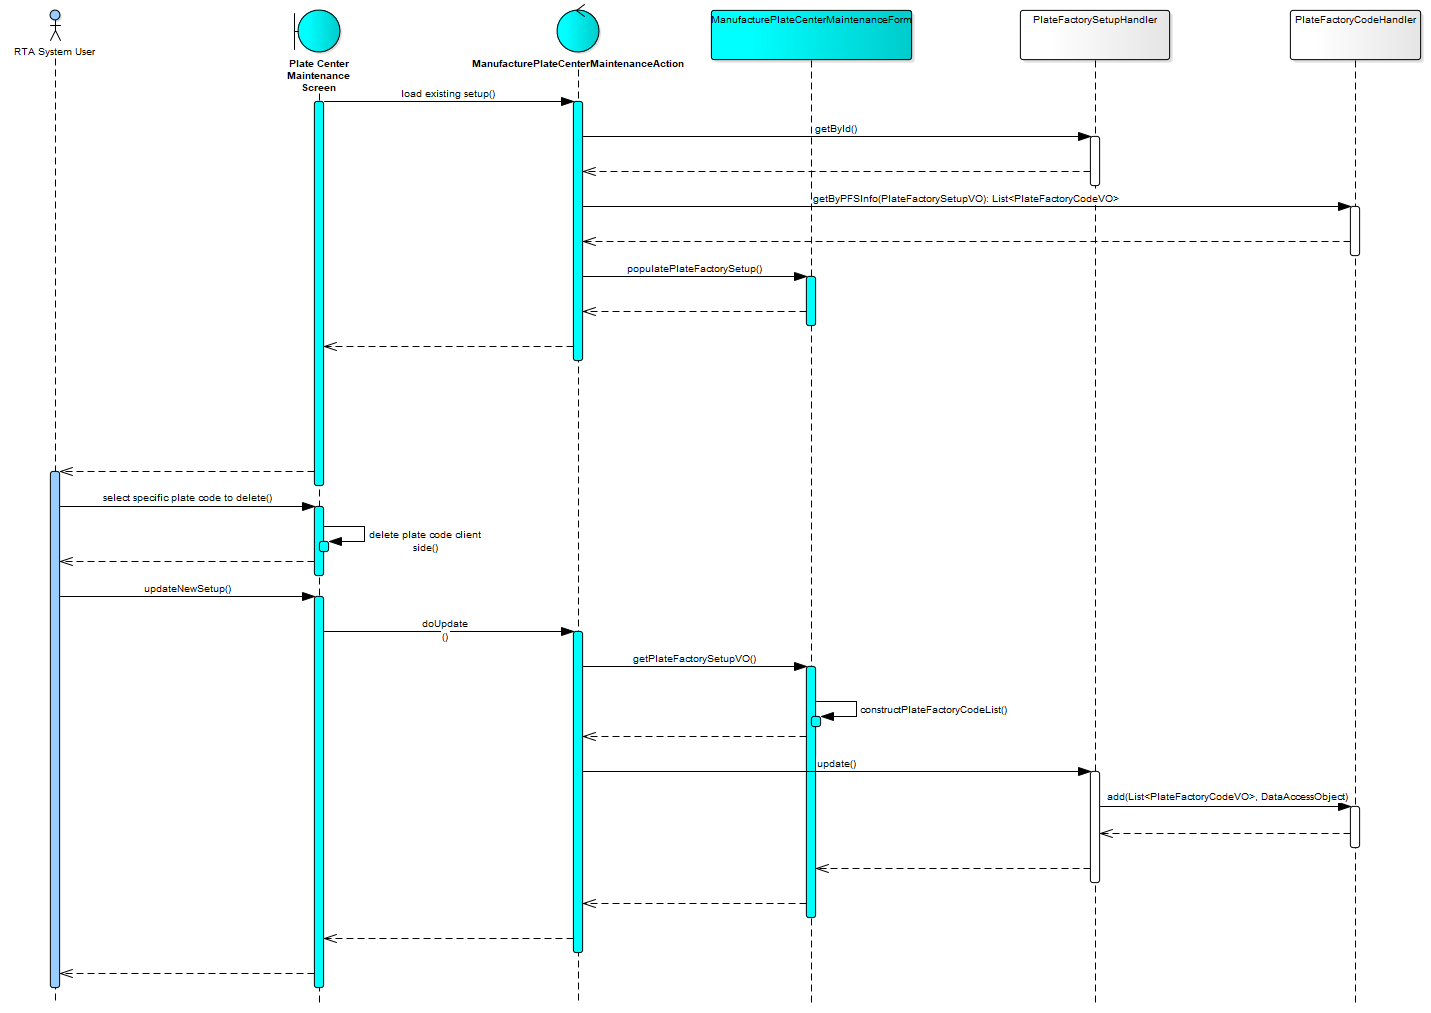 RTA System User
Plate Center
Maintenance
Screen
ManufacturePlateCenterMaintenanceAction
ManufacturePlateCenterMaintenanceForm
PlateFactorySetupHandler
PlateFactoryCodeHandler
load existing setup()
getById()
getByPFSInfo(PlateFactorySetupVO): List<PlateFactoryCodeVO>
populatePlateFactorySetup()
select specific plate code to delete()
delete plate code client
side()
updateNewSetup()
doUpdate
()
getPlateFactorySetupVO()
constructPlateFactoryCodeList()
update()
add(List<PlateFactoryCodeVO>, DataAccessObject)